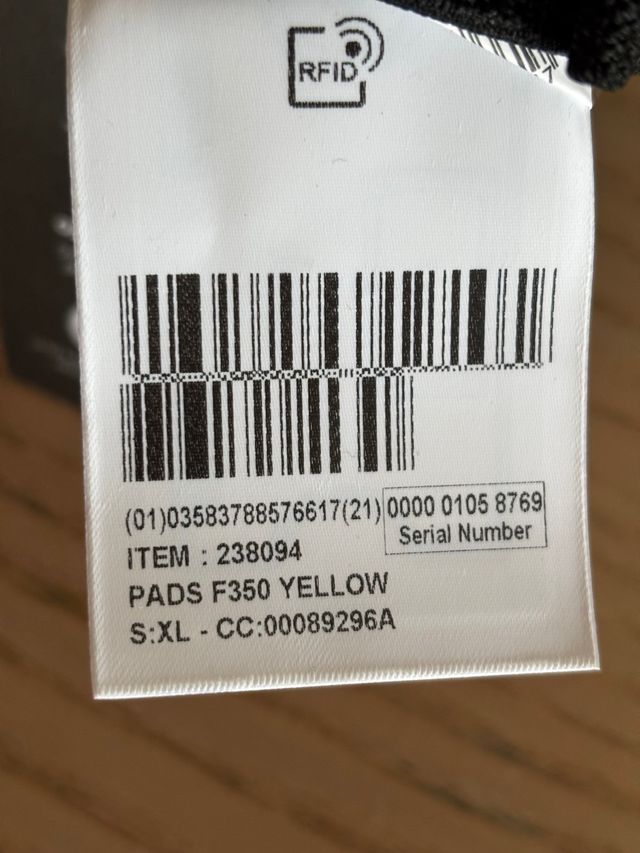 RFID
(01)03583788576617(21) 0000 0105 8769
Serial Number
ITEM : 238094
PADS F350 YELLOW
S:XL - CC:00089296A